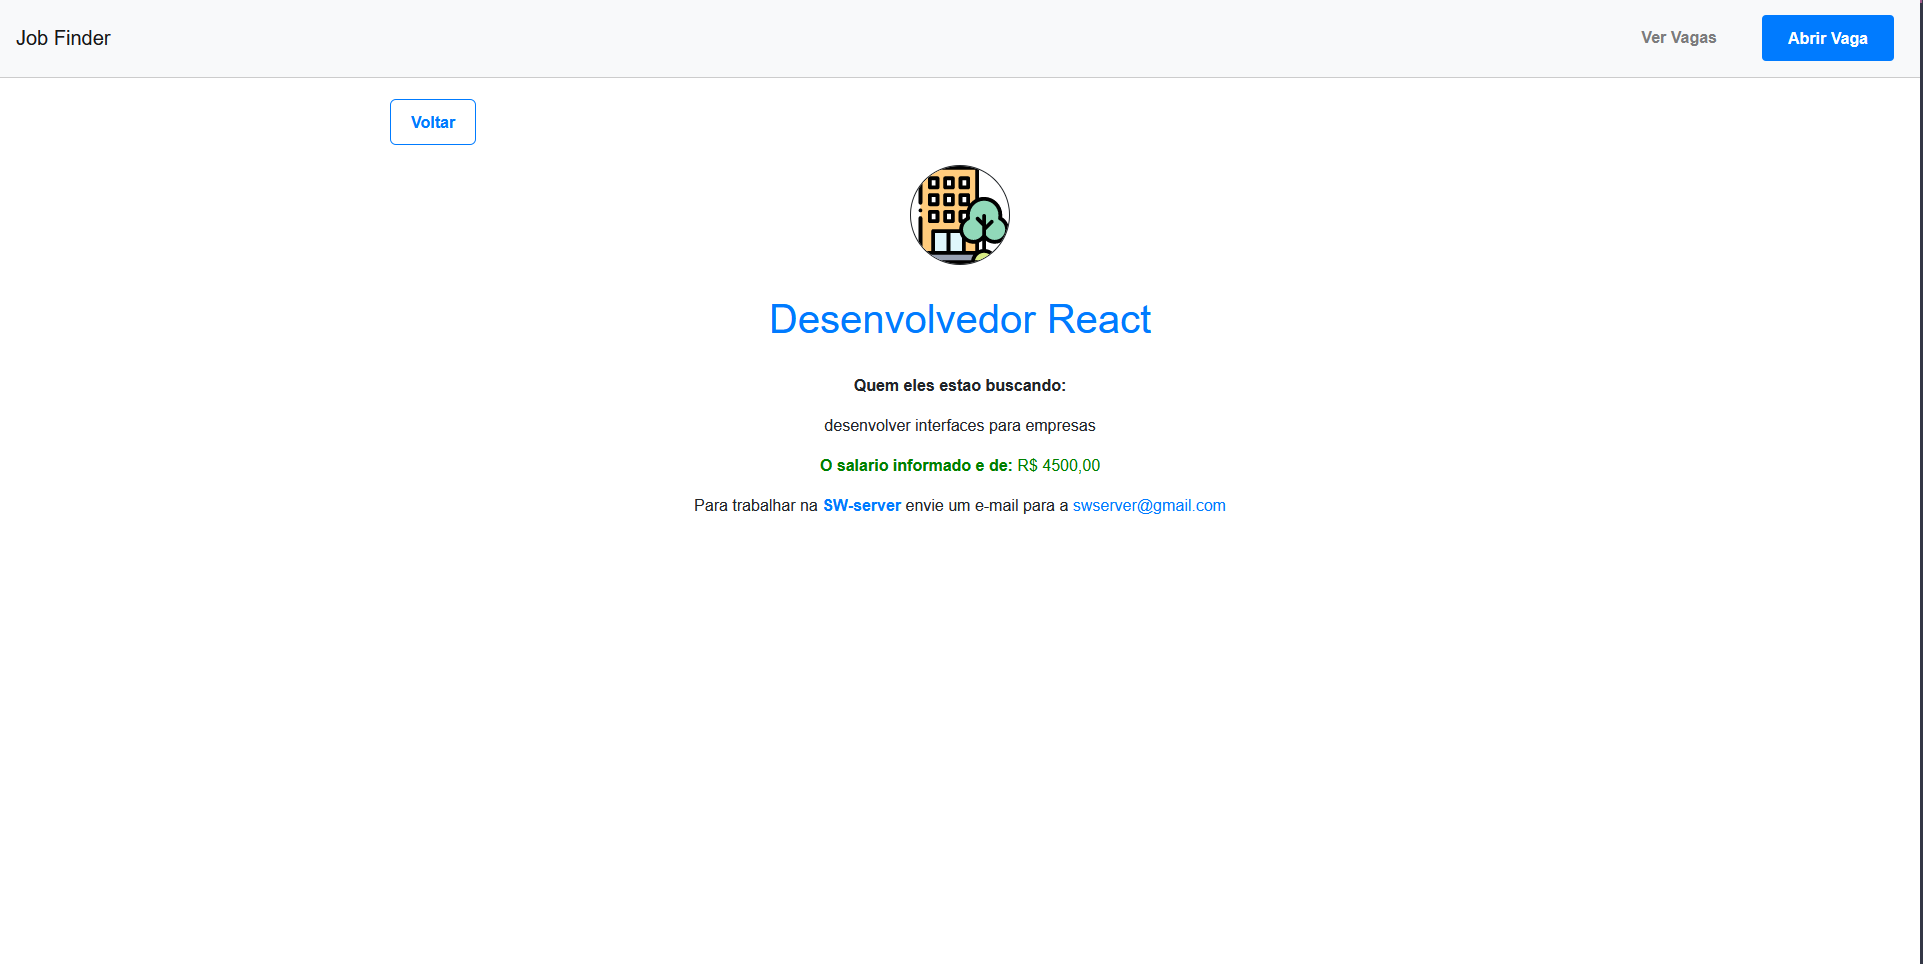 Job Finder
Ver Vagas
Abrir Vaga
Voltar
Desenvolvedor React
Quem eles estao buscando:
desenvolver interfaces para empresas
O salario informado e de: R$ 4500,00
Para trabalhar na SW-server envie um e-mail para a swserver@gmail.com